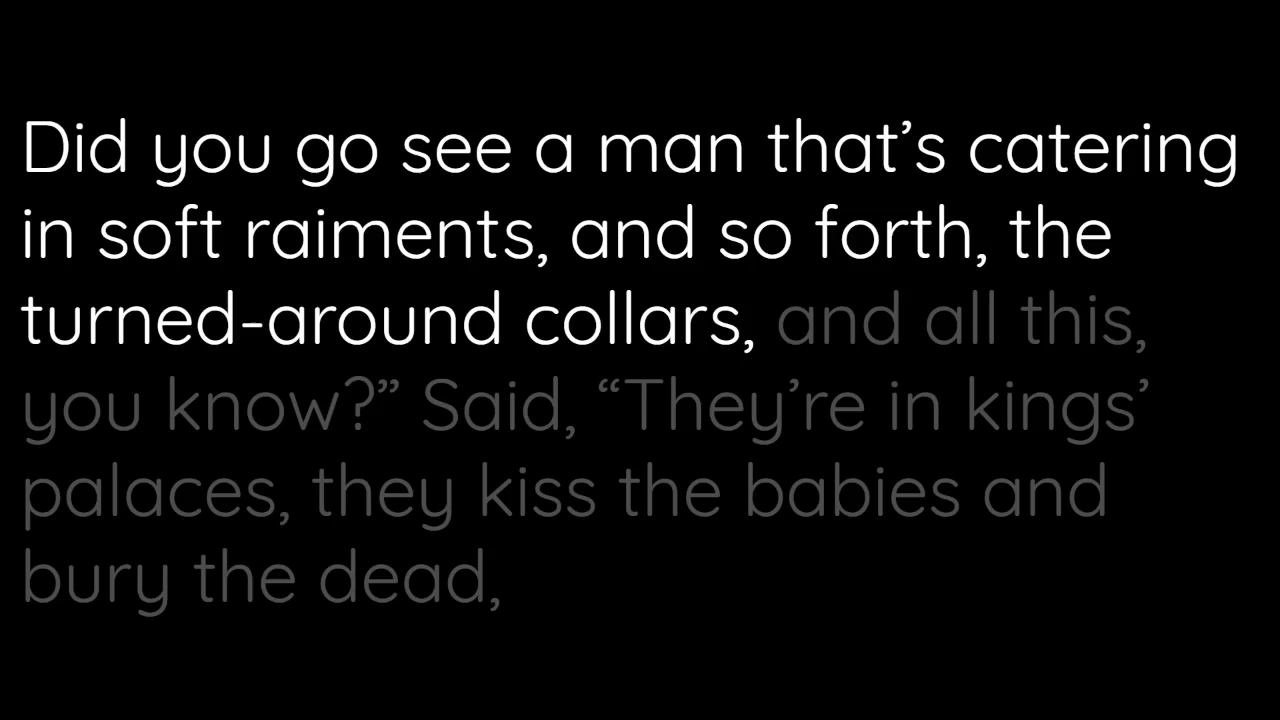 Did you go see a man that’s catering
in soft raiments, and so forth, the
turned-around collars, and all this,
you know?” Said, “They’re in kings’
palaces, they kiss the babies and
bury the dead,